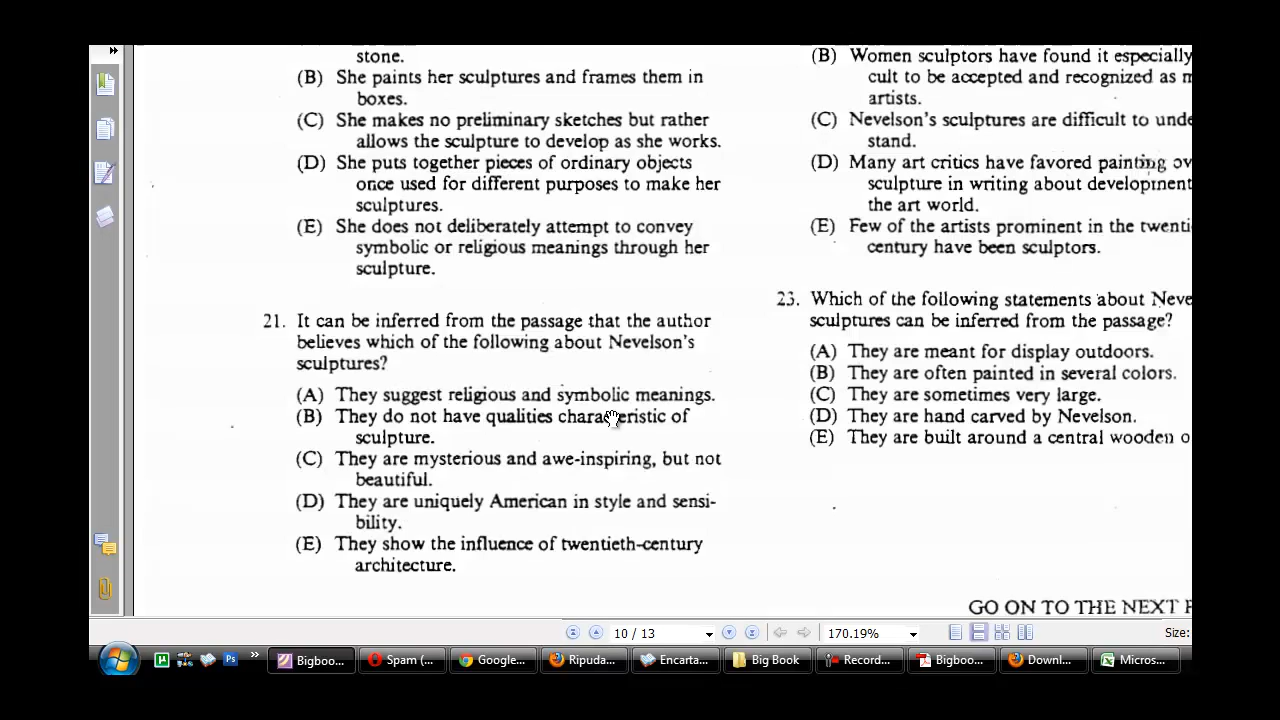 stone.
(B) She paints her sculptures and frames them in
boxes.
(C) She makes no preliminary sketches but rather
allows the sculpture to develop as she works.
(D) She puts together pieces of ordinary objects
once used for different purposes to make her
sculptures.
(E) She does not deliberately attempt to convey
symbolic or religious meanings through her
sculpture.
21. It can be inferred from the passage that the author
believes which of the following about Nevelson's
sculptures?
(A) They suggest religious and symbolic meanings.
(B) They do not have qualities characteristic of
sculpture.
(C) They are mysterious and awe-inspiring, but not
beautiful.
(D) They are uniquely American in style and sensi-
bility.
(E) They show the influence of twentieth-century
architecture.
(B) Women sculptors have found it especially
cult to be accepted and recognized as
artists.
(C) Nevelson's sculptures are difficult to unde
stand.
(D) Many art critics have favored painting ov
sculpture in writing about development
the art world.
(E) Few of the artists prominent in the twenti
century have been sculptors.
23. Which of the following statements about Neve
sculptures can be inferred from the passage?
(A) They are meant for display outdoors.
(B) They are often painted in several colors.
(C) They are sometimes very large.
(D) They are hand carved by Nevelson.
(E) They are built around a central wooden o
GO ON TO THE NEXT
10 / 13
170.19%
Size:
Bigboo...
Spam (...
Google...
Ripuda...
Encarta...
Big Book
Record...
Bigboo...
Downl...
Micros...